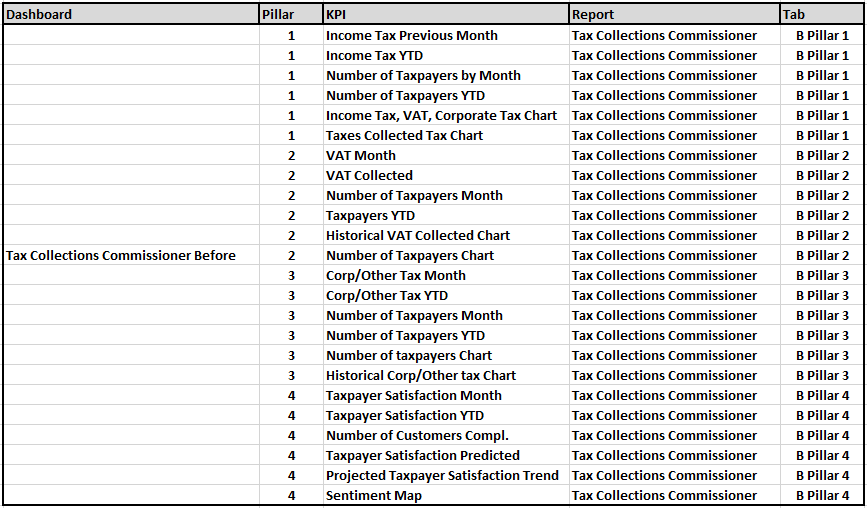 Dashboard Pillar KPI Report Tab
1 Income Tax Previous Month Tax Collections Commissioner B Pillar 1
1 Income Tax YTD Tax Collections Commissioner B Pillar 1
1 Number of Taxpayers by Month Tax Collections Commissioner B Pillar 1
1 Number of Taxpayers YTD Tax Collections Commissioner B Pillar 1
1 Income Tax, VAT, Corporate Tax Chart Tax Collections Commissioner B Pillar 1
1 Taxes Collected Tax Chart Tax Collections Commissioner B Pillar 1
2 VAT Month Tax Collections Commissioner B Pillar 2
2 VAT Collected Tax Collections Commissioner B Pillar 2
2 Number of Taxpayers Month Tax Collections Commissioner B Pillar 2
2 Taxpayers YTD Tax Collections Commissioner B Pillar 2
2 Historical VAT Collected Chart Tax Collections Commissioner B Pillar 2
Tax Collections Commissioner Before 2 Number of Taxpayers Chart Tax Collections Commissioner B Pillar 2
3 Corp/Other Tax Month Tax Collections Commissioner B Pillar 3
3 Corp/Other Tax YTD Tax Collections Commissioner B Pillar 3
3 Number of Taxpayers Month Tax Collections Commissioner B Pillar 3
3 Number of Taxpayers YTD Tax Collections Commissioner B Pillar 3
3 Number of taxpayers Chart Tax Collections Commissioner B Pillar 3
3 Historical Corp/Other tax Chart Tax Collections Commissioner B Pillar 3
4 Taxpayer Satisfaction Month Tax Collections Commissioner B Pillar 4
4 Taxpayer Satisfaction YTD Tax Collections Commissioner B Pillar 4
4 Number of Customers Compl. Tax Collections Commissioner B Pillar 4
4 Taxpayer Satisfaction Predicted Tax Collections Commissioner B Pillar 4
4 Projected Taxpayer Satisfaction Trend Tax Collections Commissioner B Pillar 4
4 Sentiment Map Tax Collections Commissioner B Pillar 4